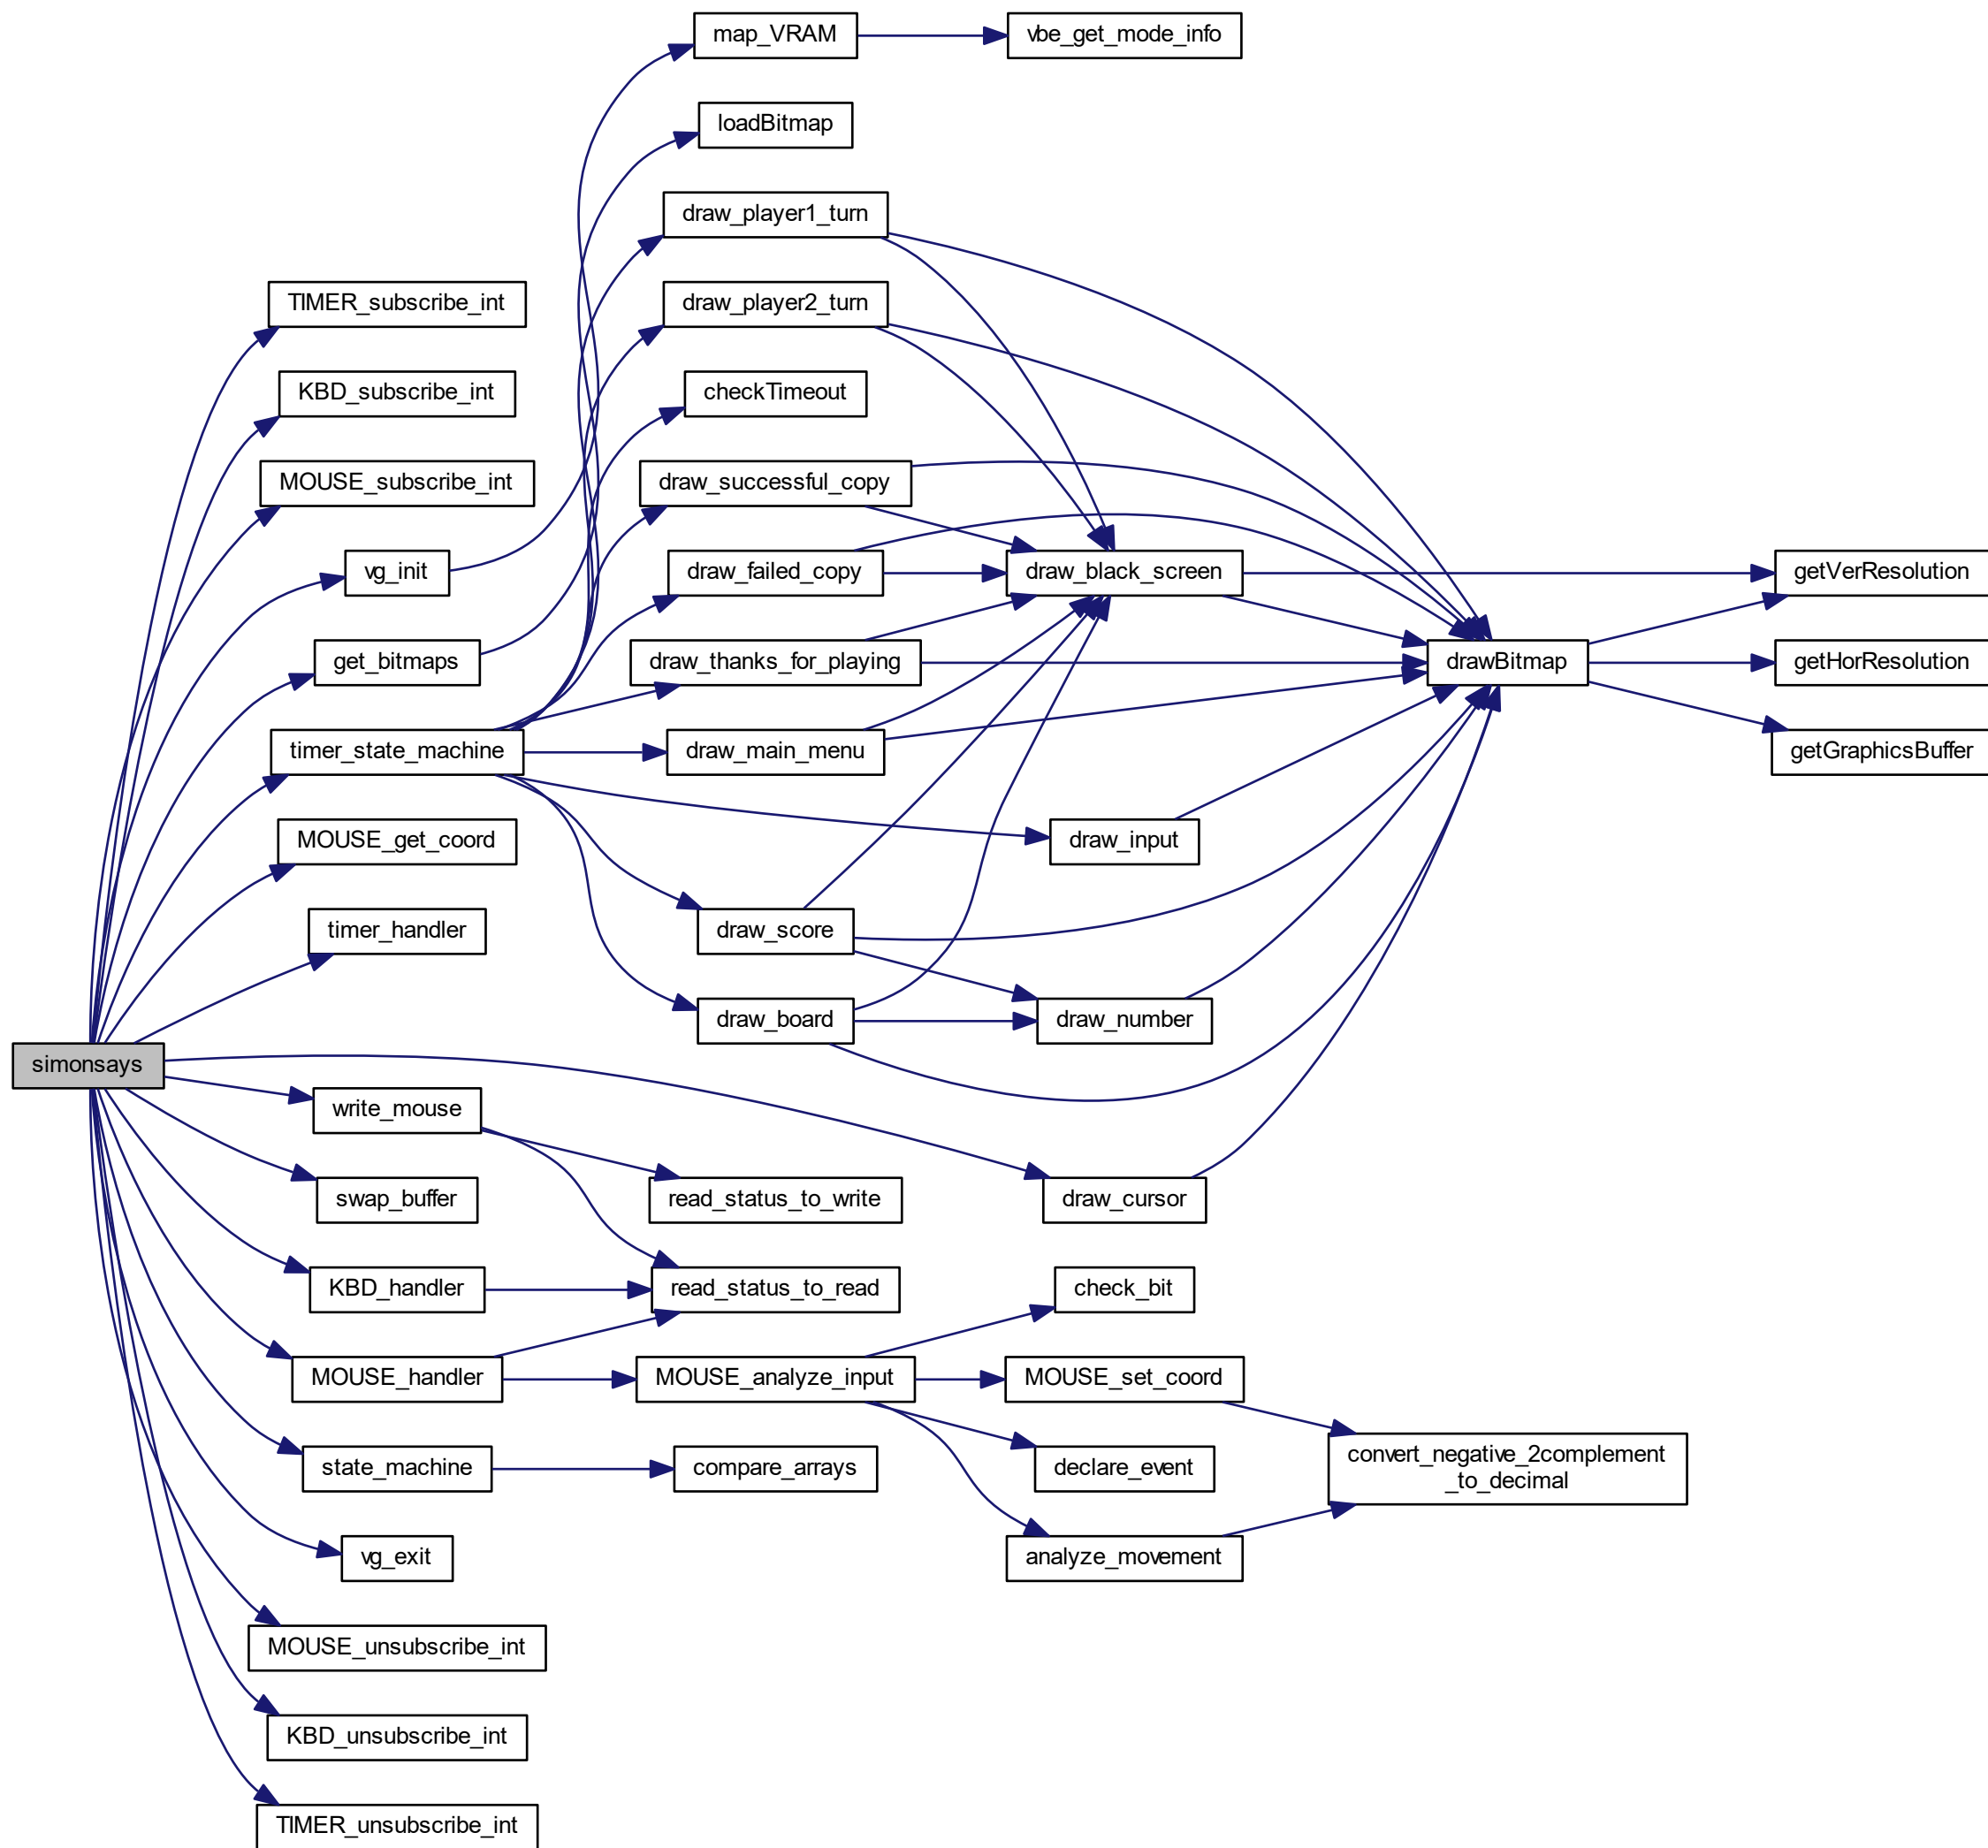 map_VRAM
vbe_get_mode_info
loadBitmap
draw_player1_turn
TIMER_subscribe_int
draw_player2_turn
KBD_subscribe_int
checkTimeout
MOUSE_subscribe_int
draw_successful_copy
vg_init
draw_failed_copy
draw_black_screen
getVerResolution
get_bitmaps
draw_thanks_for_playing
drawBitmap
getHorResolution
timer_state_machine
draw_main_menu
getGraphicsBuffer
MOUSE_get_coord
draw_input
timer_handler
draw_score
draw_board
draw_number
simonsays
write_mouse
swap_buffer
read_status_to_write
draw_cursor
KBD_handler
read_status_to_read
check_bit
MOUSE_handler
MOUSE_analyze_input
MOUSE_set_coord
state_machine
compare_arrays
declare_event
convert_negative_2complement
_to_decimal
vg_exit
analyze_movement
MOUSE_unsubscribe_int
KBD_unsubscribe_int
TIMER_unsubscribe_int